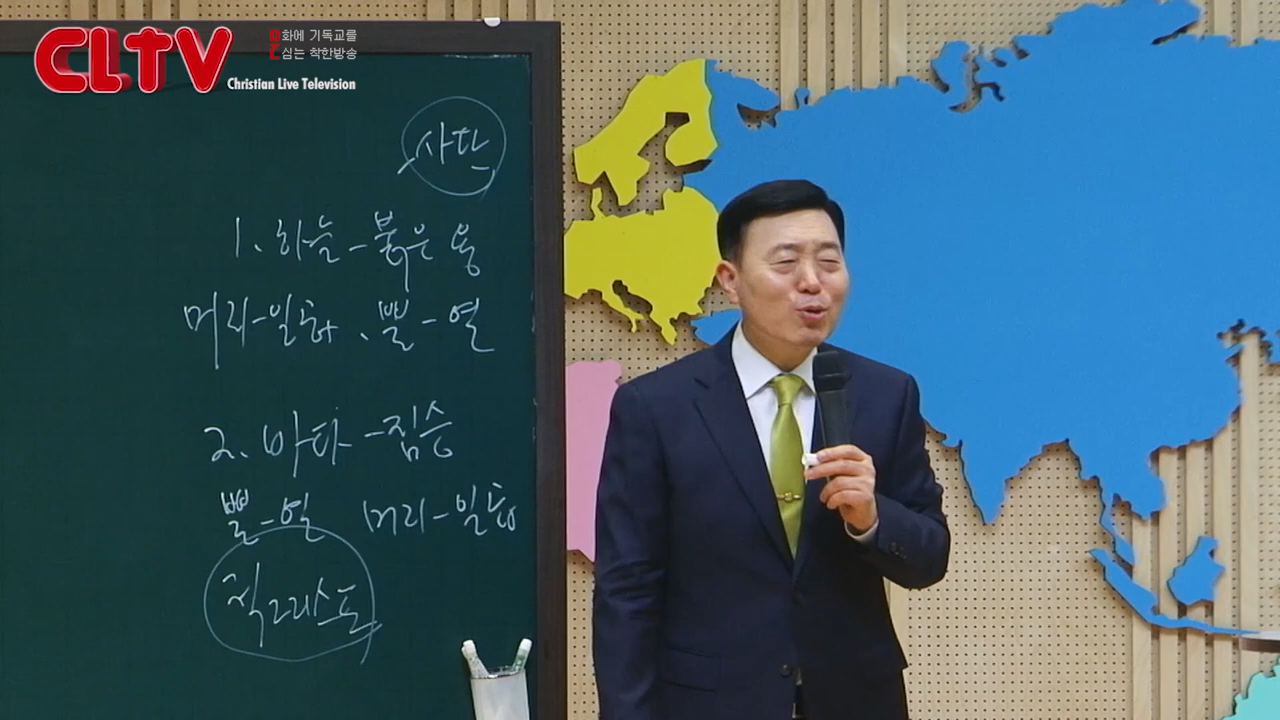 CLTV
문화에 기독교를
심는 착한방송
Christian Live Television
사단
1. 하늘-붉은 용
머리-일곱, 뿔-열
2. 바다-짐승
뿔-열 머리-일곱
적그리스도